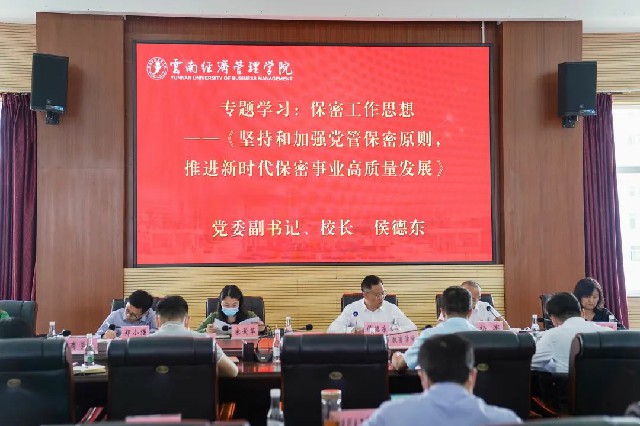 雲南经濟管理学院
YUNNAN UNIVERSITY OF BUSINESS MANAGEMENT
专题学习：保密工作思想
——《坚持和加强党管保密原则，
推进新时代保密事业高质量发展》
党委副书记、校长 侯德东